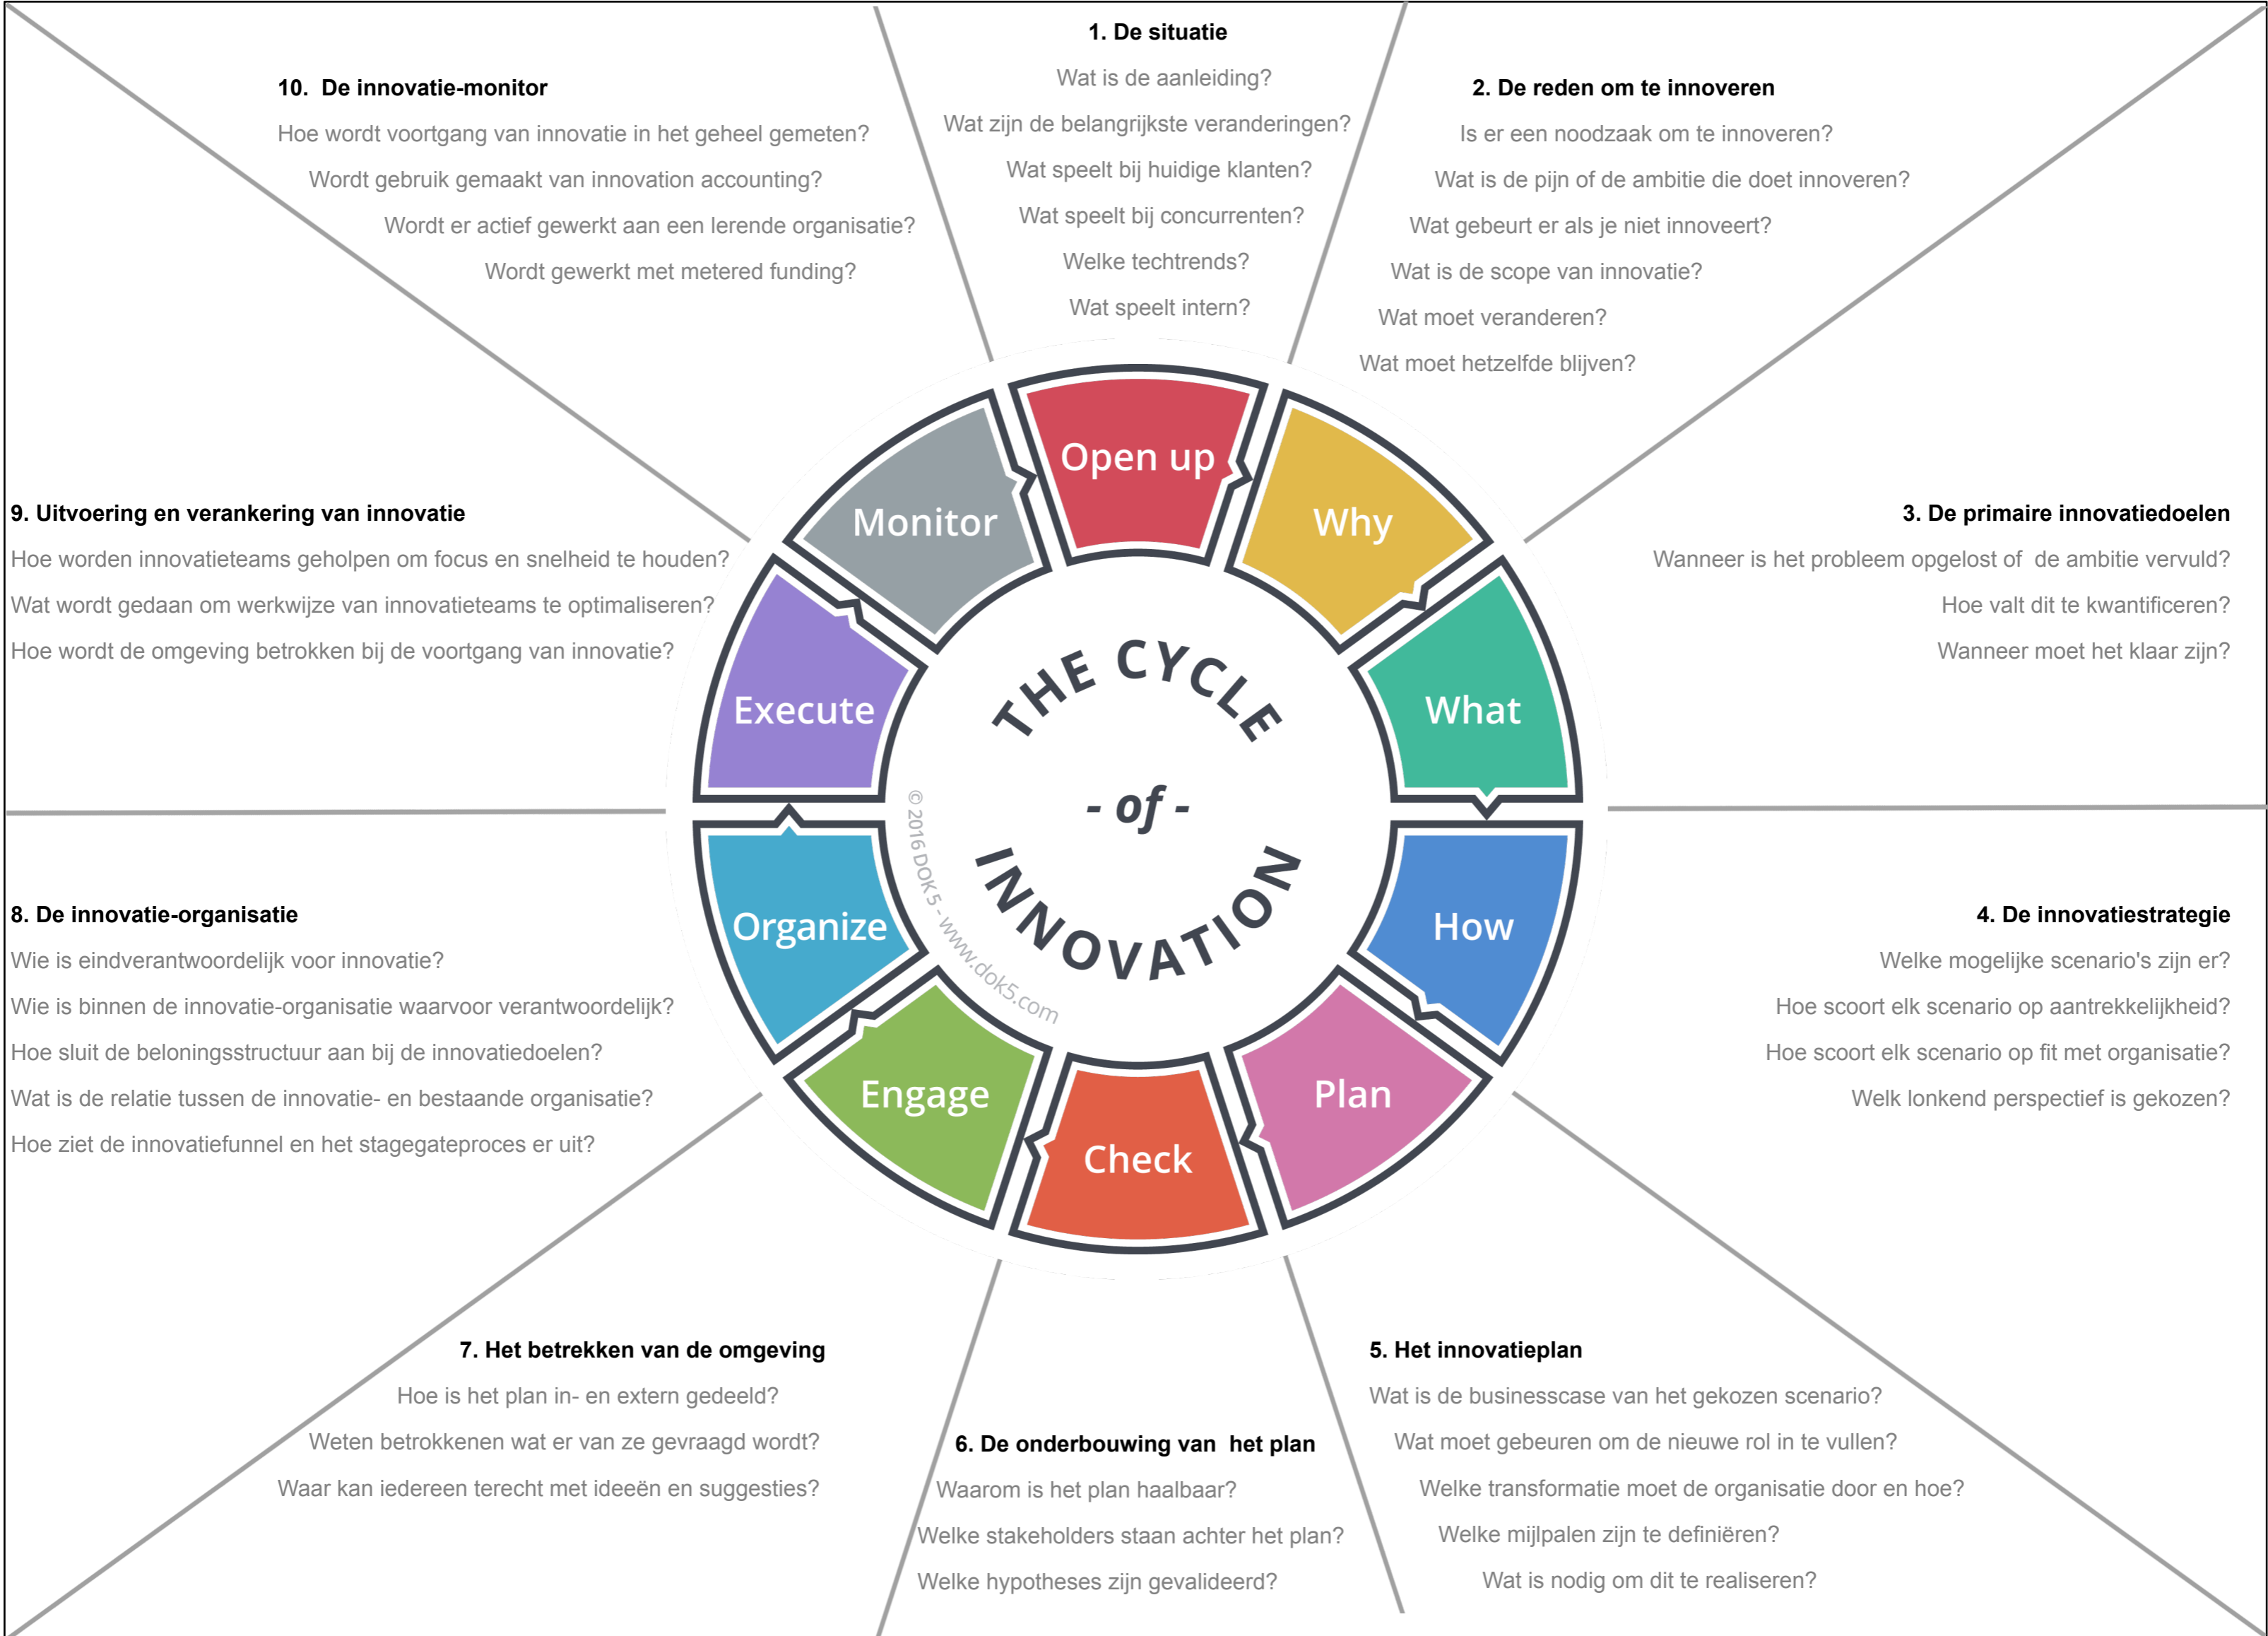 1. De situatie
Wat is de aanleiding?
Wat zijn de belangrijkste veranderingen?
Wat speelt bij huidige klanten?
Wat speelt bij concurrenten?
Welke techtrends?
Wat speelt intern?
2. De reden om te innoveren
Is er een noodzaak om te innoveren?
Wat is de pijn of de ambitie die doet innoveren?
Wat gebeurt er als je niet innoveert?
Wat is de scope van innovatie?
Wat moet veranderen?
Wat moet hetzelfde blijven?
3. De primaire innovatiedoelen
Wanneer is het probleem opgelost of de ambitie vervuld?
Hoe valt dit te kwantificeren?
Wanneer moet het klaar zijn?
4. De innovatiestrategie
Welke mogelijke scenario's zijn er?
Hoe scoort elk scenario op aantrekkelijkheid?
Hoe scoort elk scenario op fit met organisatie?
Welk lonkend perspectief is gekozen?
5. Het innovatieplan
Wat is de businesscase van het gekozen scenario?
Wat moet gebeuren om de nieuwe rol in te vullen?
Welke transformatie moet de organisatie door en hoe?
Welke mijlpalen zijn te definiëren?
Wat is nodig om dit te realiseren?
6. De onderbouwing van het plan
Waarom is het plan haalbaar?
Welke stakeholders staan achter het plan?
Welke hypotheses zijn gevalideerd?
7. Het betrekken van de omgeving
Hoe is het plan in- en extern gedeeld?
Weten betrokkenen wat er van ze gevraagd wordt?
Waar kan iedereen terecht met ideeën en suggesties?
8. De innovatie-organisatie
Wie is eindverantwoordelijk voor innovatie?
Wie is binnen de innovatie-organisatie waarvoor verantwoordelijk?
Hoe sluit de beloningsstructuur aan bij de innovatiedoelen?
Wat is de relatie tussen de innovatie- en bestaande organisatie?
Hoe ziet de innovatiefunnel en het stagegateproces er uit?
9. Uitvoering en verankering van innovatie
Hoe worden innovatieteams geholpen om focus en snelheid te houden?
Wat wordt gedaan om werkwijze van innovatieteams te optimaliseren?
Hoe wordt de omgeving betrokken bij de voortgang van innovatie?
10. De innovatie-monitor
Hoe wordt voortgang van innovatie in het geheel gemeten?
Wordt gebruik gemaakt van innovation accounting?
Wordt er actief gewerkt aan een lerende organisatie?
Wordt gewerkt met metered funding?
Open up
Why
What
How
Plan
Check
Engage
Organize
Execute
Monitor
THE CYCLE
- of -
INNOVATION
© 2016 DOK5 - www.dok5.com